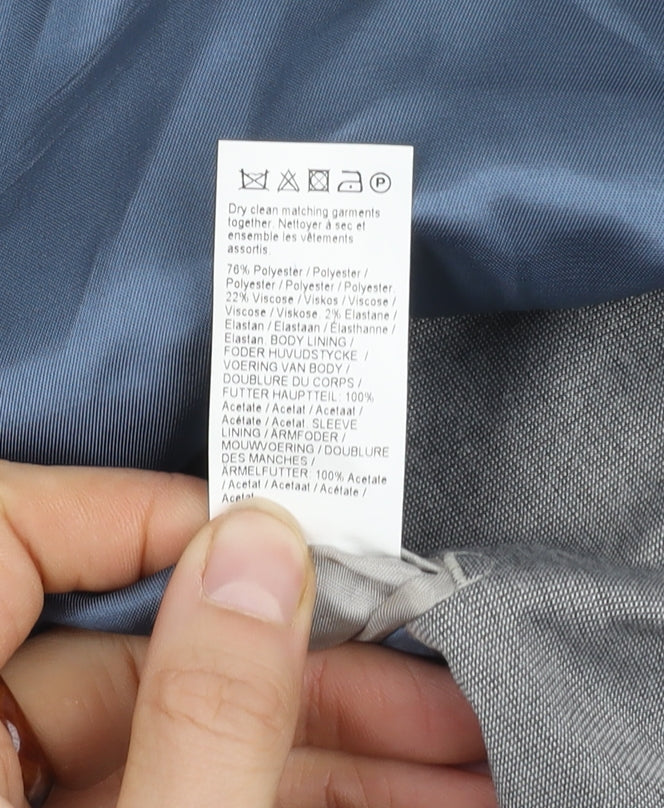 P
Dry clean matching garments
together. Nettoyer à sec et
ensemble les vêtements
assortis.
76% Polyester / Polyester /
Polyester / Polyester / Polyester.
22% Viscose / Viskos / Viscose /
Viscose / Viskose. 2% Elastane /
Elastan / Elastaan / Élasthanne /
Elastan. BODY LINING /
FODER HUVUDSTYCKE /
VOERING VAN BODY /
DOUBLURE DU CORPS /
FUTTER HAUPTTEIL: 100%
Acetate / Acetat / Acetaat /
Acétate / Acetat. SLEEVE
LINING / ÄRMFODER /
MOUWVOERING / DOUBLURE
DES MANCHES /
ÄRMELFUTTER: 100% Acetate
/ Acetat / Acetaat / Acétate /
Acetat